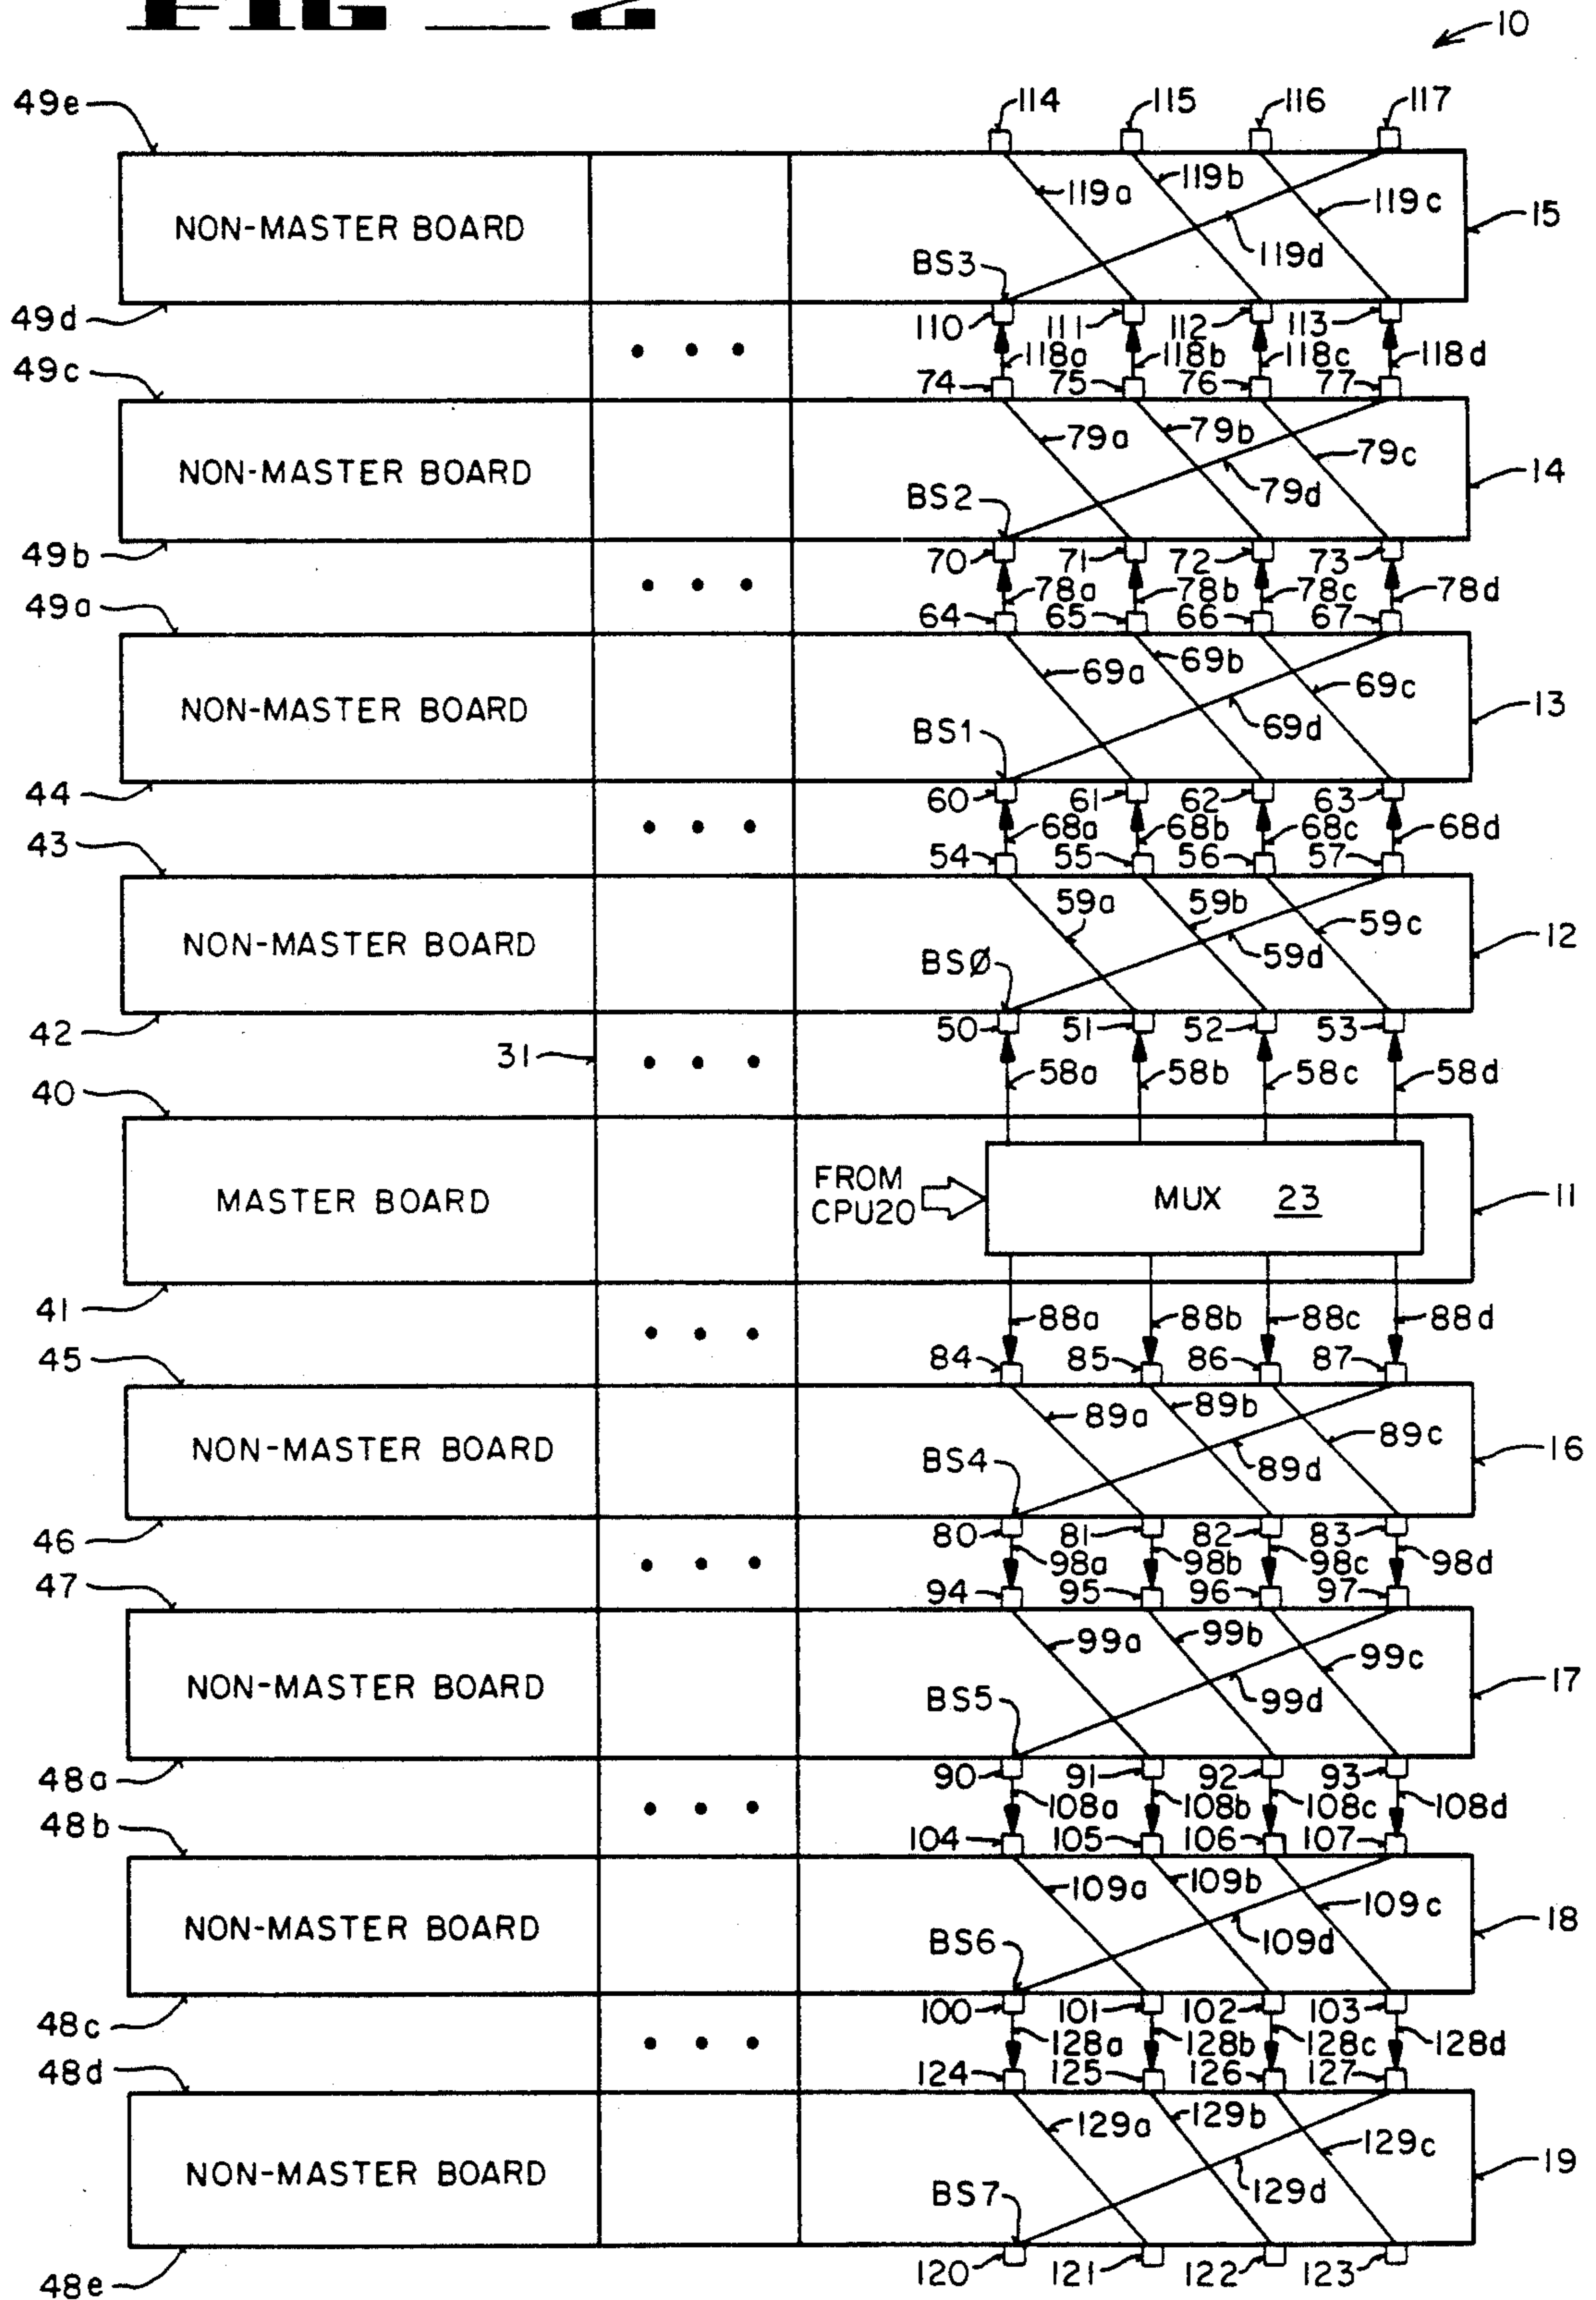 FIG_2
10
49e
114 115 116 117
NON-MASTER BOARD
119a 119b 119c
119d
15
BS3
49d
110 111 112 113
118a 118b 118c 118d
49c
74 75 76 77
NON-MASTER BOARD
79a 79b 79c
79d
14
BS2
49b
70 71 72 73
78a 78b 78c 78d
49a
64 65 66 67
NON-MASTER BOARD
69a 69b 69c
69d
13
BS1
44
60 61 62 63
68a 68b 68c 68d
43
54 55 56 57
NON-MASTER BOARD
59a 59b 59c
59d
12
BSØ
42
50 51 52 53
31
58a 58b 58c 58d
40
MASTER BOARD
FROM
CPU20
MUX 23
11
41
88a 88b 88c 88d
45
84 85 86 87
NON-MASTER BOARD
89a 89b 89c
89d
16
BS4
46
80 81 82 83
98a 98b 98c 98d
47
94 95 96 97
NON-MASTER BOARD
99a 99b 99c
99d
17
BS5
48a
90 91 92 93
108a 108b 108c 108d
48b
104 105 106 107
NON-MASTER BOARD
109a 109b 109c
109d
18
BS6
48c
100 101 102 103
128a 128b 128c 128d
48d
124 125 126 127
NON-MASTER BOARD
129a 129b 129c
129d
19
BS7
48e
120 121 122 123